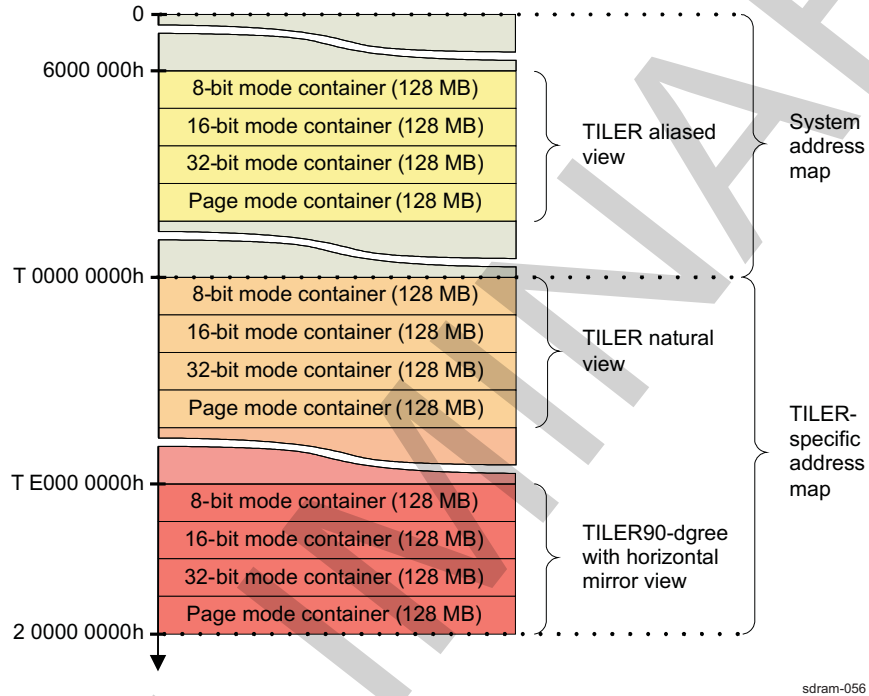 0
6000 000h
8-bit mode container (128 MB)
16-bit mode container (128 MB)
32-bit mode container (128 MB)
Page mode container (128 MB)
TILER aliased
view
System
address
map
T 0000 0000h
8-bit mode container (128 MB)
16-bit mode container (128 MB)
32-bit mode container (128 MB)
Page mode container (128 MB)
TILER natural
view
TILER-
specific
address
map
T E000 0000h
8-bit mode container (128 MB)
16-bit mode container (128 MB)
32-bit mode container (128 MB)
Page mode container (128 MB)
TILER90-dgree
with horizontal
mirror view
2 0000 0000h
sdram-056